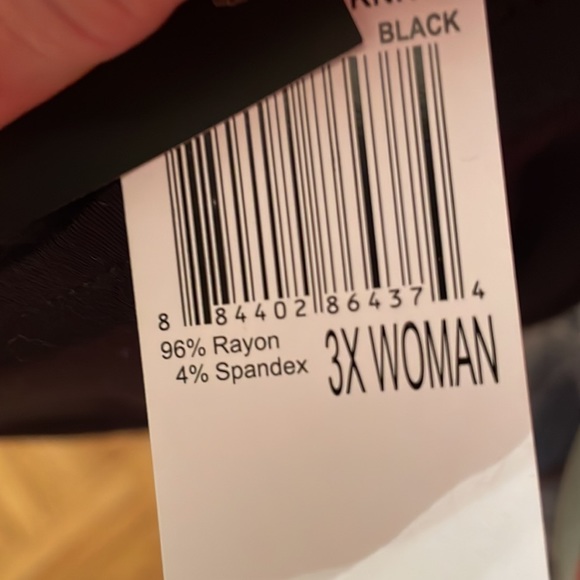 BLACK
8 84402 86437 4
96% Rayon
4% Spandex
3X WOMAN